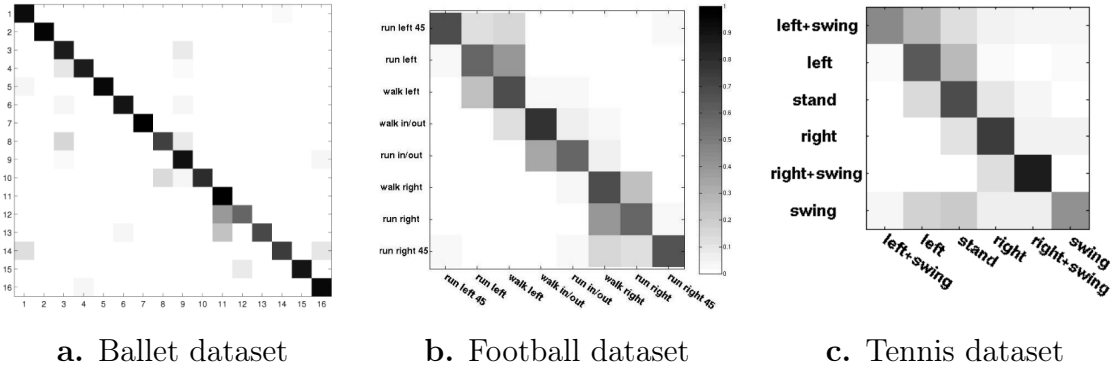 1
2
3
4
5
6
7
8
9
10
11
12
13
14
15
16
1 2 3 4 5 6 7 8 9 10 11 12 13 14 15 16
a. Ballet dataset
run left 45
run left
walk left
walk in/out
run in/out
walk right
run right
run right 45
run left 45 run left walk left walk in/out run in/out walk right run right run right 45
1
0.9
0.8
0.7
0.6
0.5
0.4
0.3
0.2
0.1
0
b. Football dataset
left+swing
left
stand
right
right+swing
swing
left+swing left stand right right+swing swing
c. Tennis dataset